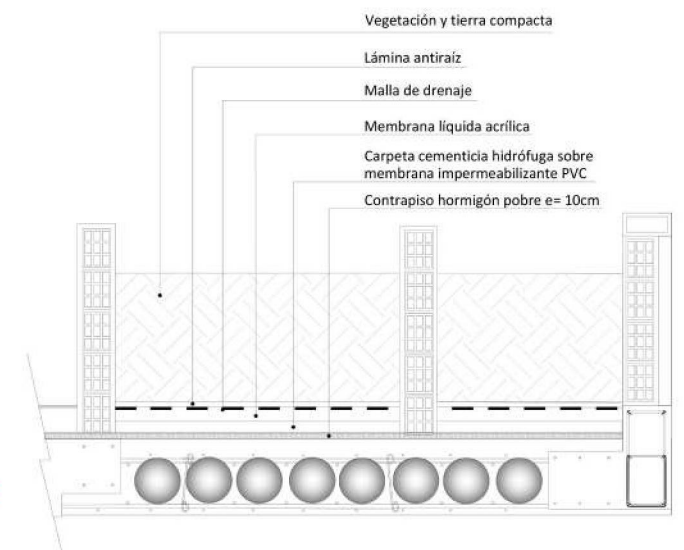 Vegetación y tierra compacta
Lámina antiraíz
Malla de drenaje
Membrana líquida acrílica
Carpeta cementicia hidrófuga sobre
membrana impermeabilizante PVC
Contrapiso hormigón pobre e= 10cm